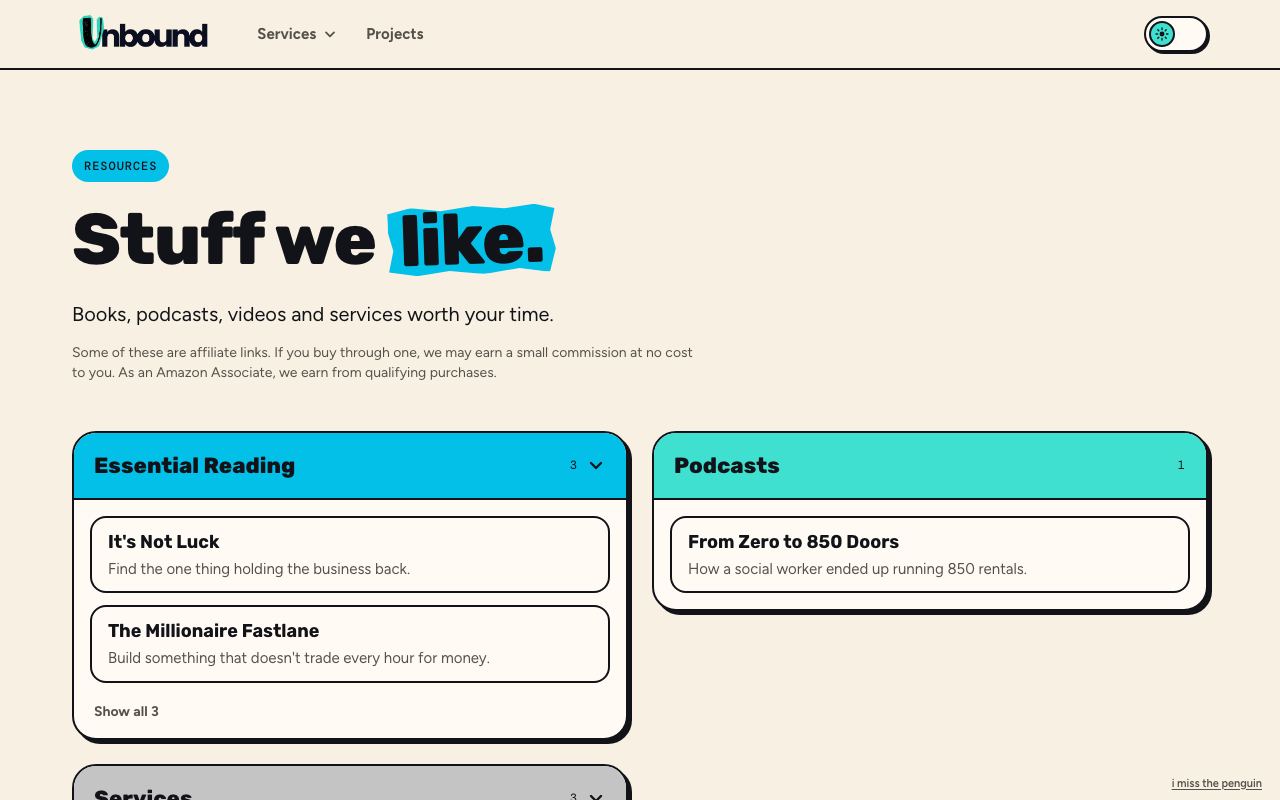 Unbound
Services
Projects
RESOURCES
Stuff we like.
Books, podcasts, videos and services worth your time.
Some of these are affiliate links. If you buy through one, we may earn a small commission at no cost
to you. As an Amazon Associate, we earn from qualifying purchases.
Essential Reading
3
It's Not Luck
Find the one thing holding the business back.
The Millionaire Fastlane
Build something that doesn't trade every hour for money.
Show all 3
Podcasts
1
From Zero to 850 Doors
How a social worker ended up running 850 rentals.
Services
3
i miss the penguin